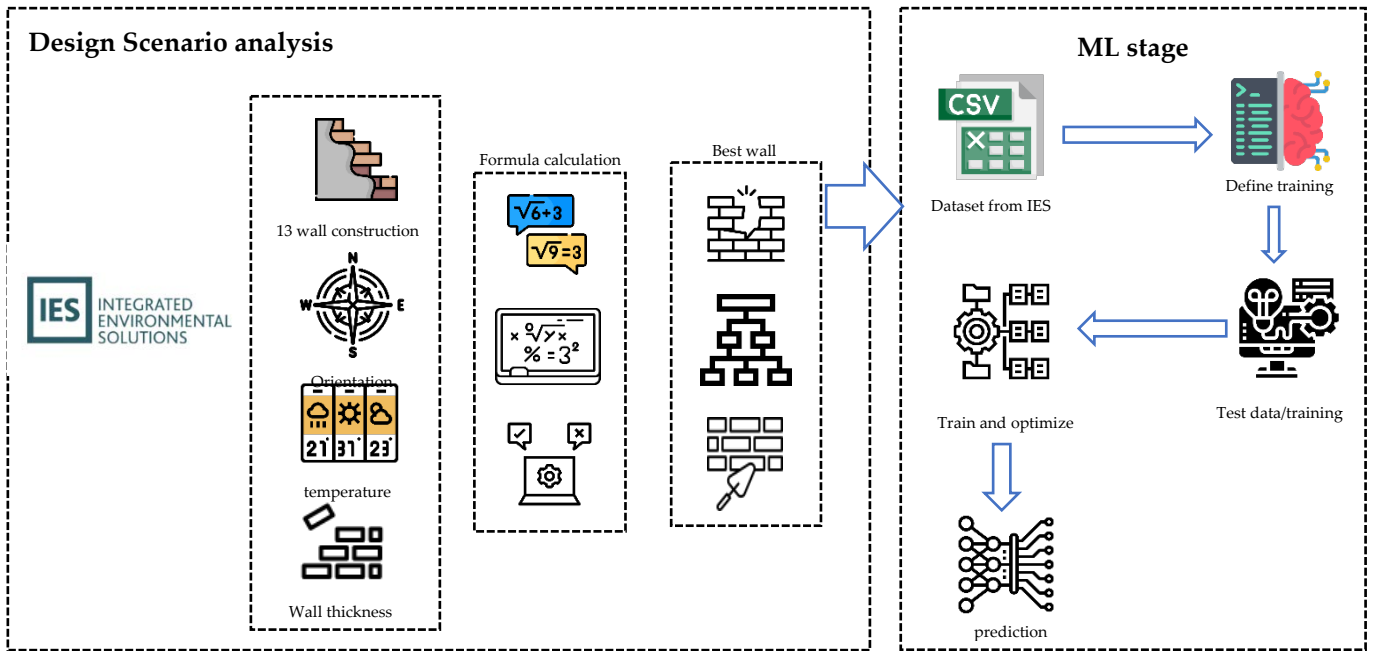 Design Scenario analysis
IES
INTEGRATED
ENVIRONMENTAL
SOLUTIONS
13 wall construction
N
W
E
S
Orientation
21°
31°
23°
temperature
Wall thickness
Formula calculation
√6+3
√9=3
× ∜y×
% = 3²
Best wall
ML stage
CSV
Dataset from IES
Define training
Test data/training
Train and optimize
prediction